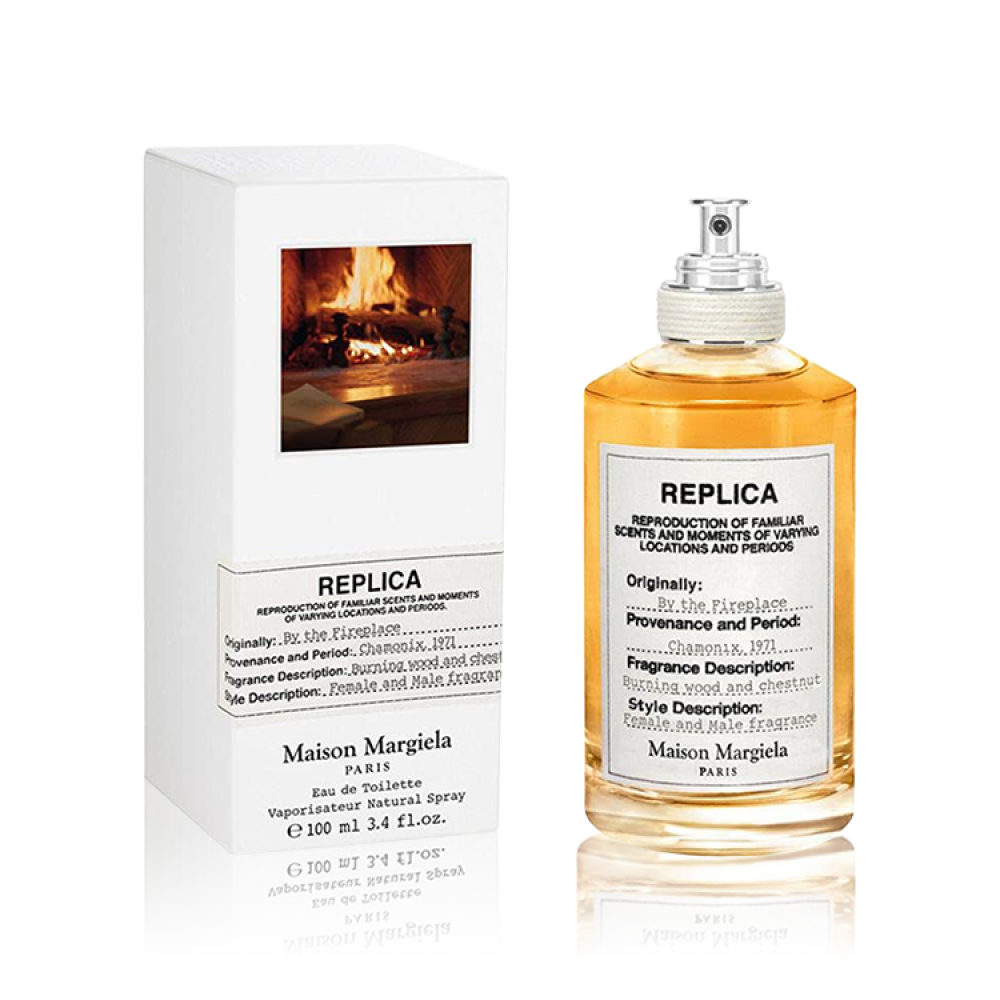 REPLICA
REPRODUCTION OF FAMILIAR SCENTS AND MOMENTS
OF VARYING LOCATIONS AND PERIODS.
Originally: By the Fireplace
Provenance and Period: Chamonix, 1971
Fragrance Description: Burning wood and chest
Style Description: Female and Male fragran
Maison Margiela
PARIS
Eau de Toilette
Vaporisateur Natural Spray
℮ 100 ml 3.4 fl.oz.
REPLICA
REPRODUCTION OF FAMILIAR
SCENTS AND MOMENTS OF VARYING
LOCATIONS AND PERIODS
Originally:
By the Fireplace
Provenance and Period:
Chamonix, 1971
Fragrance Description:
Burning wood and chestnut
Style Description:
Female and Male fragrance
Maison Margiela
PARIS